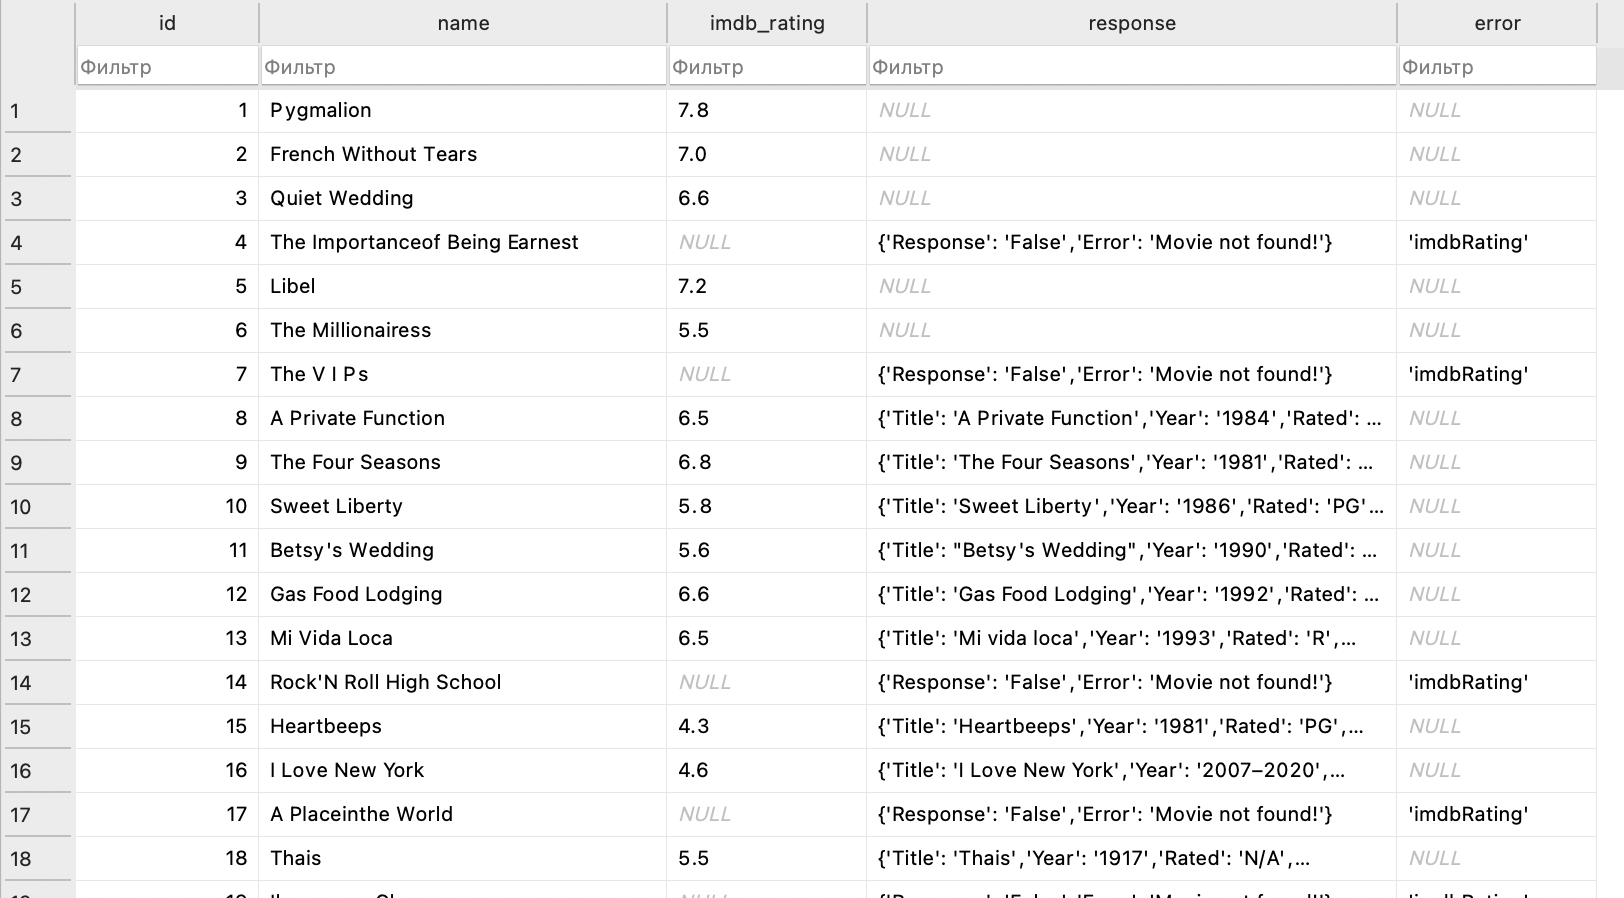 id name imdb_rating response error
Фильтр Фильтр Фильтр Фильтр Фильтр
1 1 Pygmalion 7.8 NULL NULL
2 2 French Without Tears 7.0 NULL NULL
3 3 Quiet Wedding 6.6 NULL NULL
4 4 The Importanceof Being Earnest NULL {'Response': 'False','Error': 'Movie not found!'} 'imdbRating'
5 5 Libel 7.2 NULL NULL
6 6 The Millionairess 5.5 NULL NULL
7 7 The V I Ps NULL {'Response': 'False','Error': 'Movie not found!'} 'imdbRating'
8 8 A Private Function 6.5 {'Title': 'A Private Function','Year': '1984','Rated': ... NULL
9 9 The Four Seasons 6.8 {'Title': 'The Four Seasons','Year': '1981','Rated': ... NULL
10 10 Sweet Liberty 5.8 {'Title': 'Sweet Liberty','Year': '1986','Rated': 'PG'... NULL
11 11 Betsy's Wedding 5.6 {'Title': "Betsy's Wedding",'Year': '1990','Rated': ... NULL
12 12 Gas Food Lodging 6.6 {'Title': 'Gas Food Lodging','Year': '1992','Rated': ... NULL
13 13 Mi Vida Loca 6.5 {'Title': 'Mi vida loca','Year': '1993','Rated': 'R',... NULL
14 14 Rock'N Roll High School NULL {'Response': 'False','Error': 'Movie not found!'} 'imdbRating'
15 15 Heartbeeps 4.3 {'Title': 'Heartbeeps','Year': '1981','Rated': 'PG',... NULL
16 16 I Love New York 4.6 {'Title': 'I Love New York','Year': '2007–2020',... NULL
17 17 A Placeinthe World NULL {'Response': 'False','Error': 'Movie not found!'} 'imdbRating'
18 18 Thais 5.5 {'Title': 'Thais','Year': '1917','Rated': 'N/A',... NULL